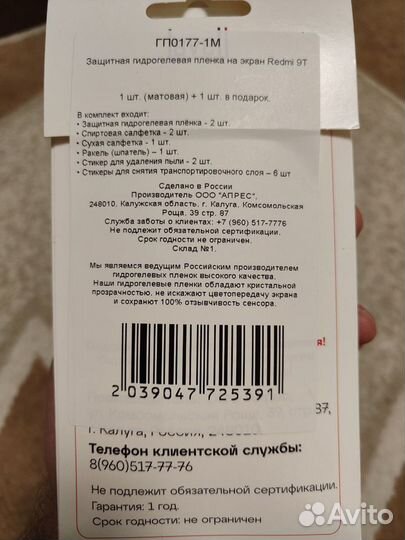 ГП0177-1М
Защитная гидрогелевая пленка на экран Redmi 9T
1 шт. (матовая) + 1 шт. в подарок.
В комплект входит:
• Защитная гидрогелевая плёнка - 2 шт.
• Спиртовая салфетка – 2 шт.
• Сухая салфетка – 1 шт.
• Ракель (шпатель) – 1 шт.
• Стикер для удаления пыли – 2 шт.
• Стикеры для снятия транспортировочного слоя – 6 шт
Сделано в России
Производитель ООО "АПРЕС",
248010, Калужская область, г. Калуга, Комсомольская
Роща, 39 стр. 87
Служба заботы о клиентах: +7 (960) 517-7776
Не подлежит обязательной сертификации.
Срок годности не ограничен.
Склад №1.
Мы являемся ведущим Российским производителем
гидрогелевых пленок высокого качества.
Наши гидрогелевые пленки обладают кристальной
прозрачностью, не искажают цветопередачу экрана
и сохраняют 100% отзывчивость сенсора.
2 039047 725391
87,
г. Калуга, Россия, 248010
Телефон клиентской службы:
8(960)517-77-76
Не подлежит обязательной сертификации.
Гарантия: 1 год.
Срок годности: не ограничен
Avito